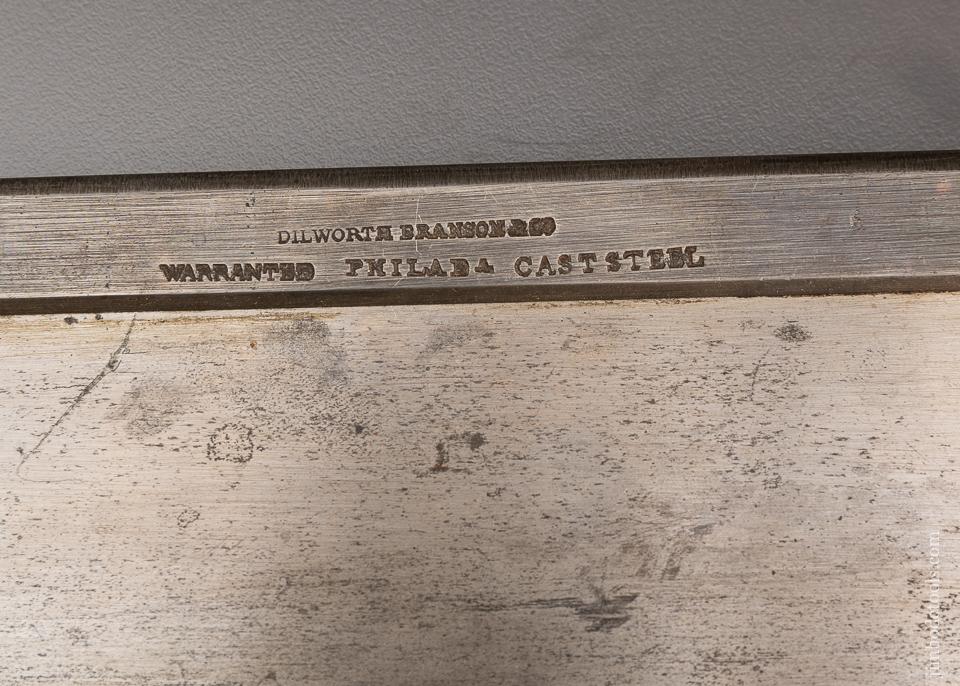 DILWORTH BRANSON & CO
WARRANTED PHILADA CAST STEEL